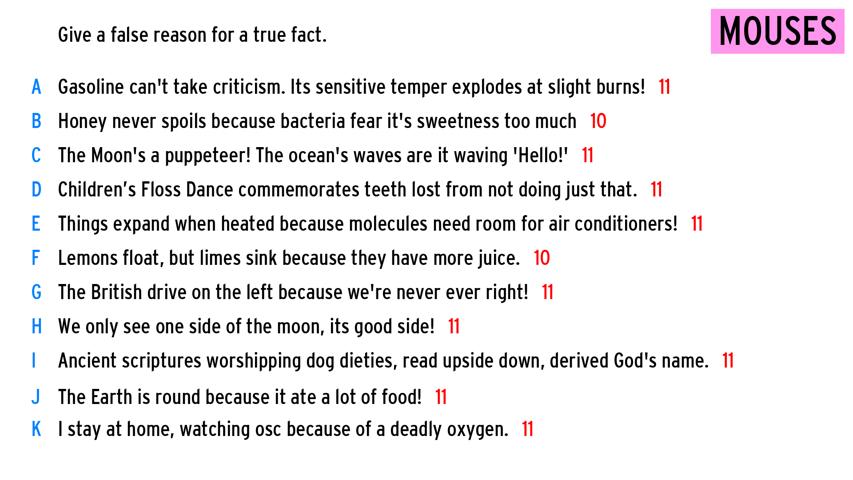 Give a false reason for a true fact.
MOUSES
A Gasoline can't take criticism. Its sensitive temper explodes at slight burns! 11
B Honey never spoils because bacteria fear it's sweetness too much 10
C The Moon's a puppeteer! The ocean's waves are it waving 'Hello!' 11
D Children’s Floss Dance commemorates teeth lost from not doing just that. 11
E Things expand when heated because molecules need room for air conditioners! 11
F Lemons float, but limes sink because they have more juice. 10
G The British drive on the left because we're never ever right! 11
H We only see one side of the moon, its good side! 11
I Ancient scriptures worshipping dog dieties, read upside down, derived God's name. 11
J The Earth is round because it ate a lot of food! 11
K I stay at home, watching osc because of a deadly oxygen. 11